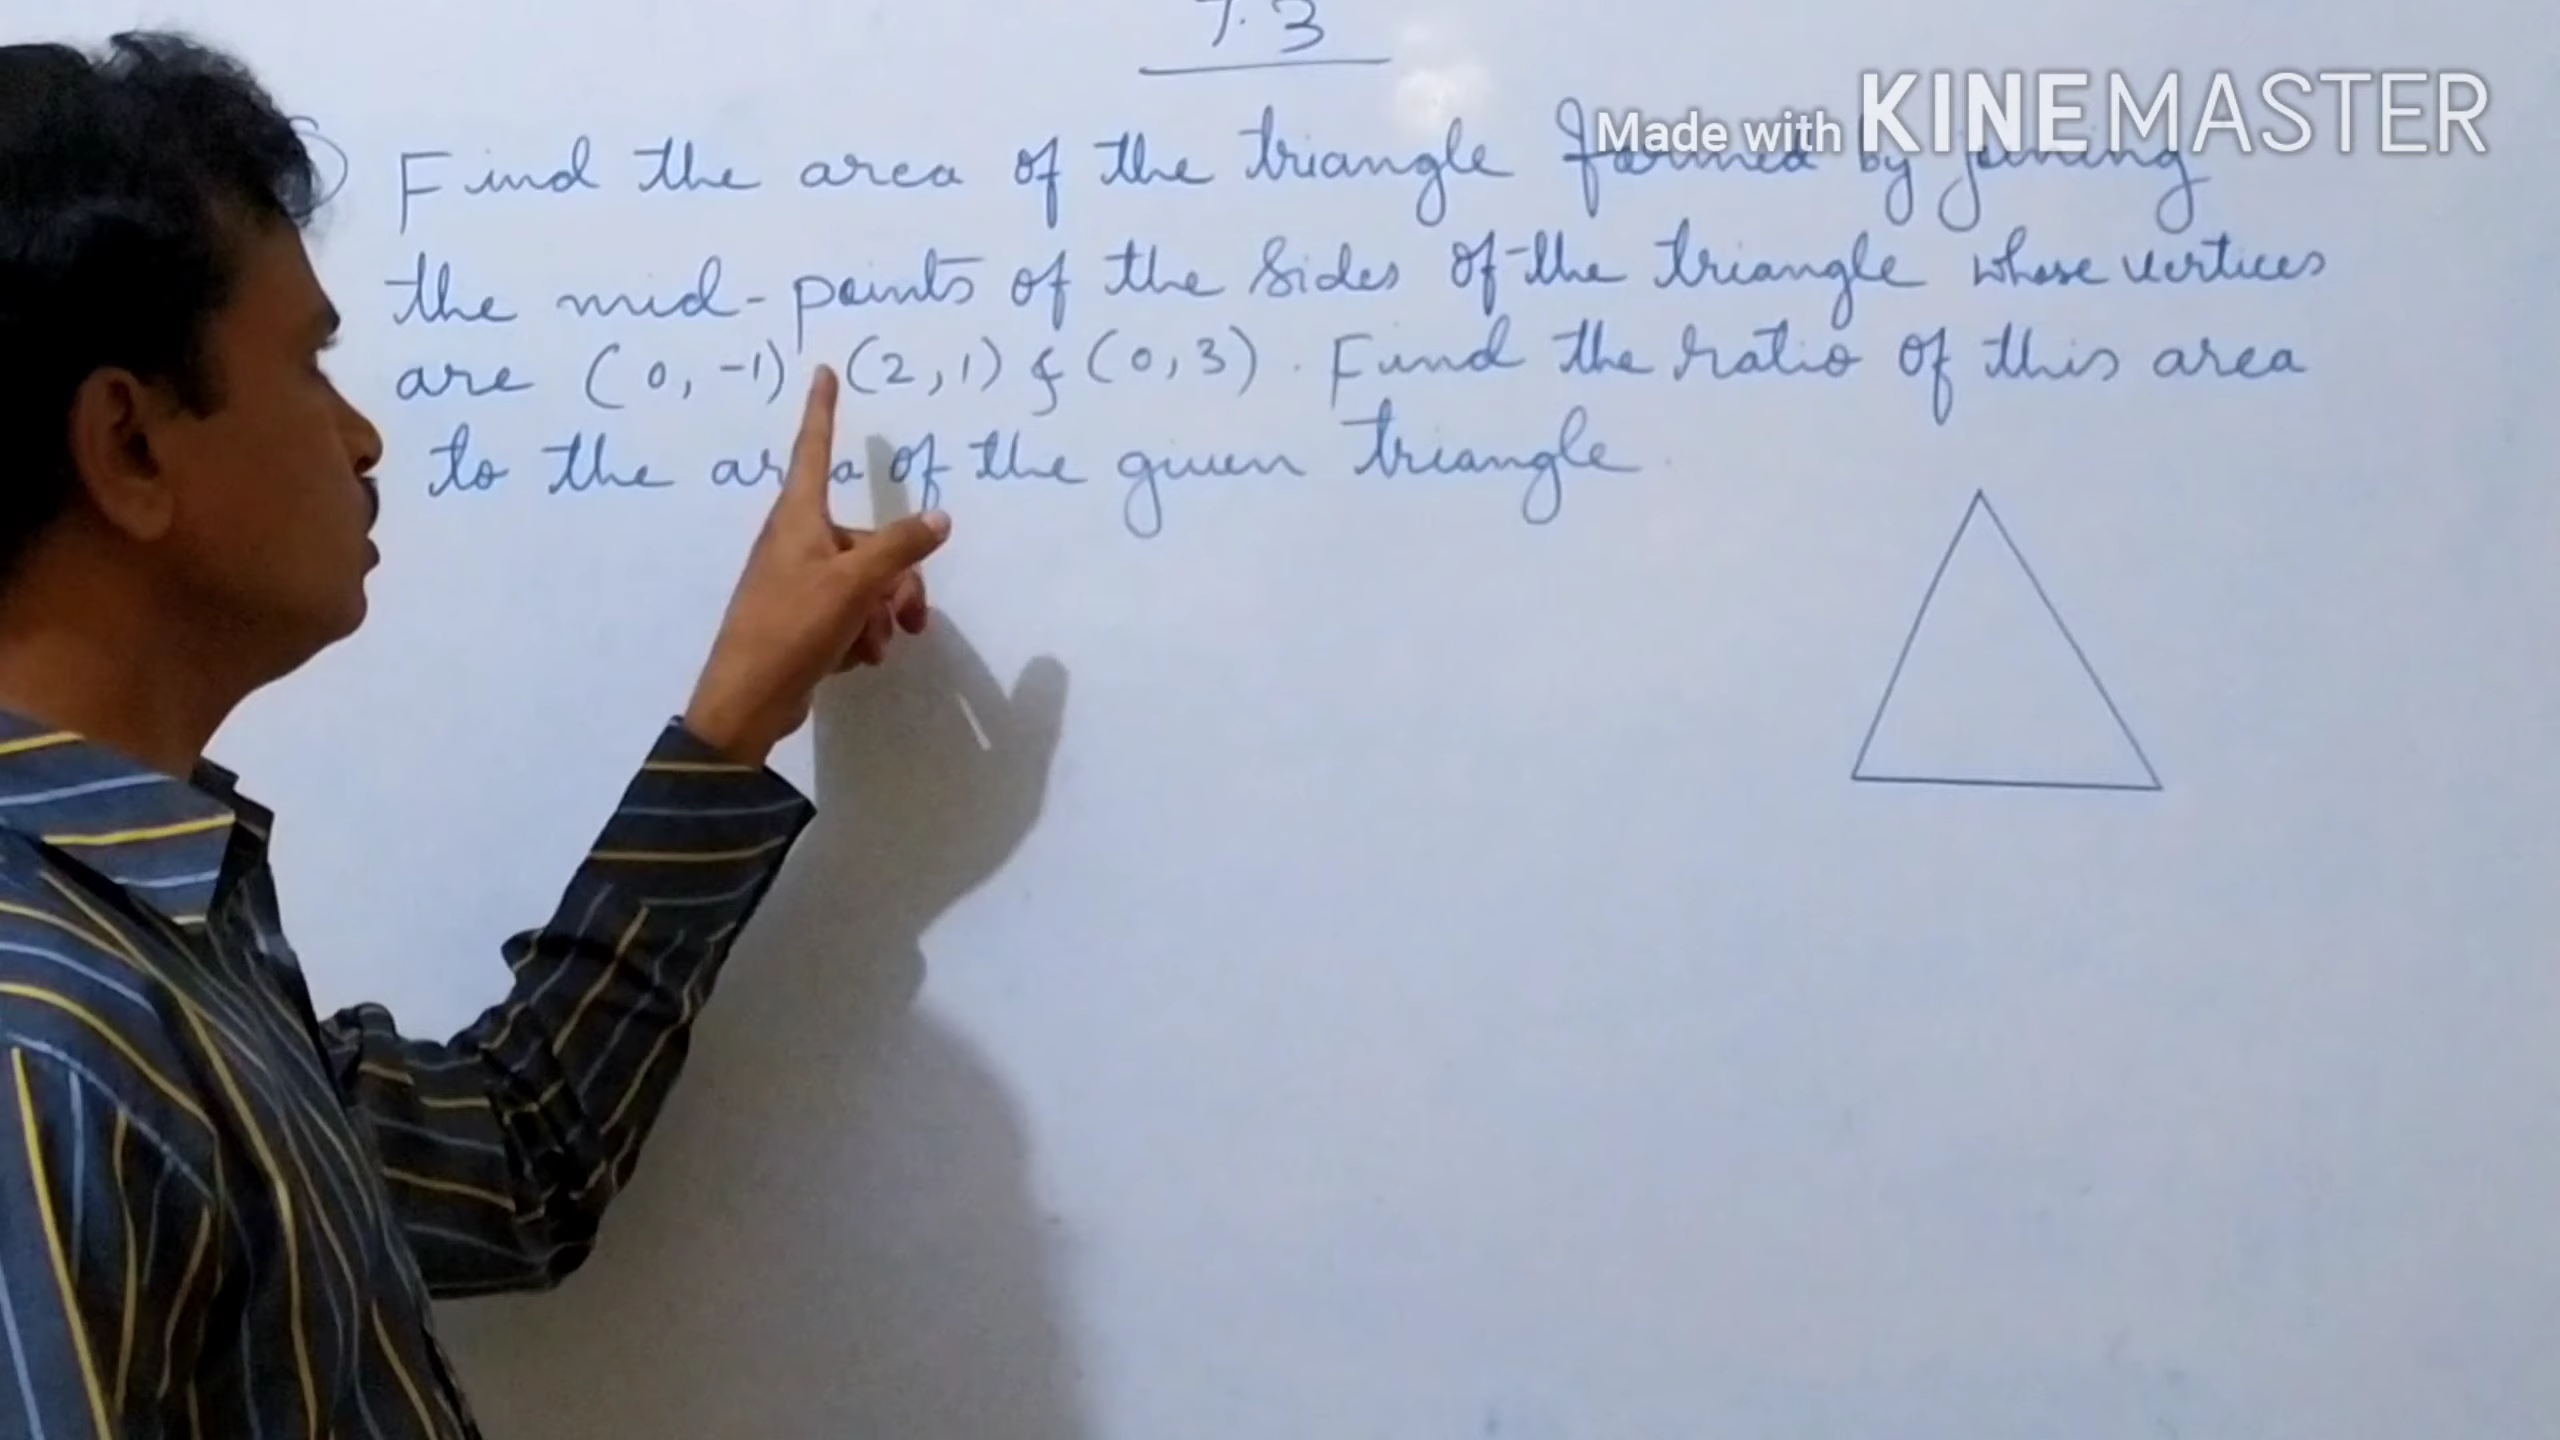 7.3
Made with KINEMASTER
Find the area of the triangle formed by joining
the mid-points of the sides of the triangle whose vertices
are (0, -1), (2, 1) & (0, 3). Find the ratio of this area
to the area of the given triangle.